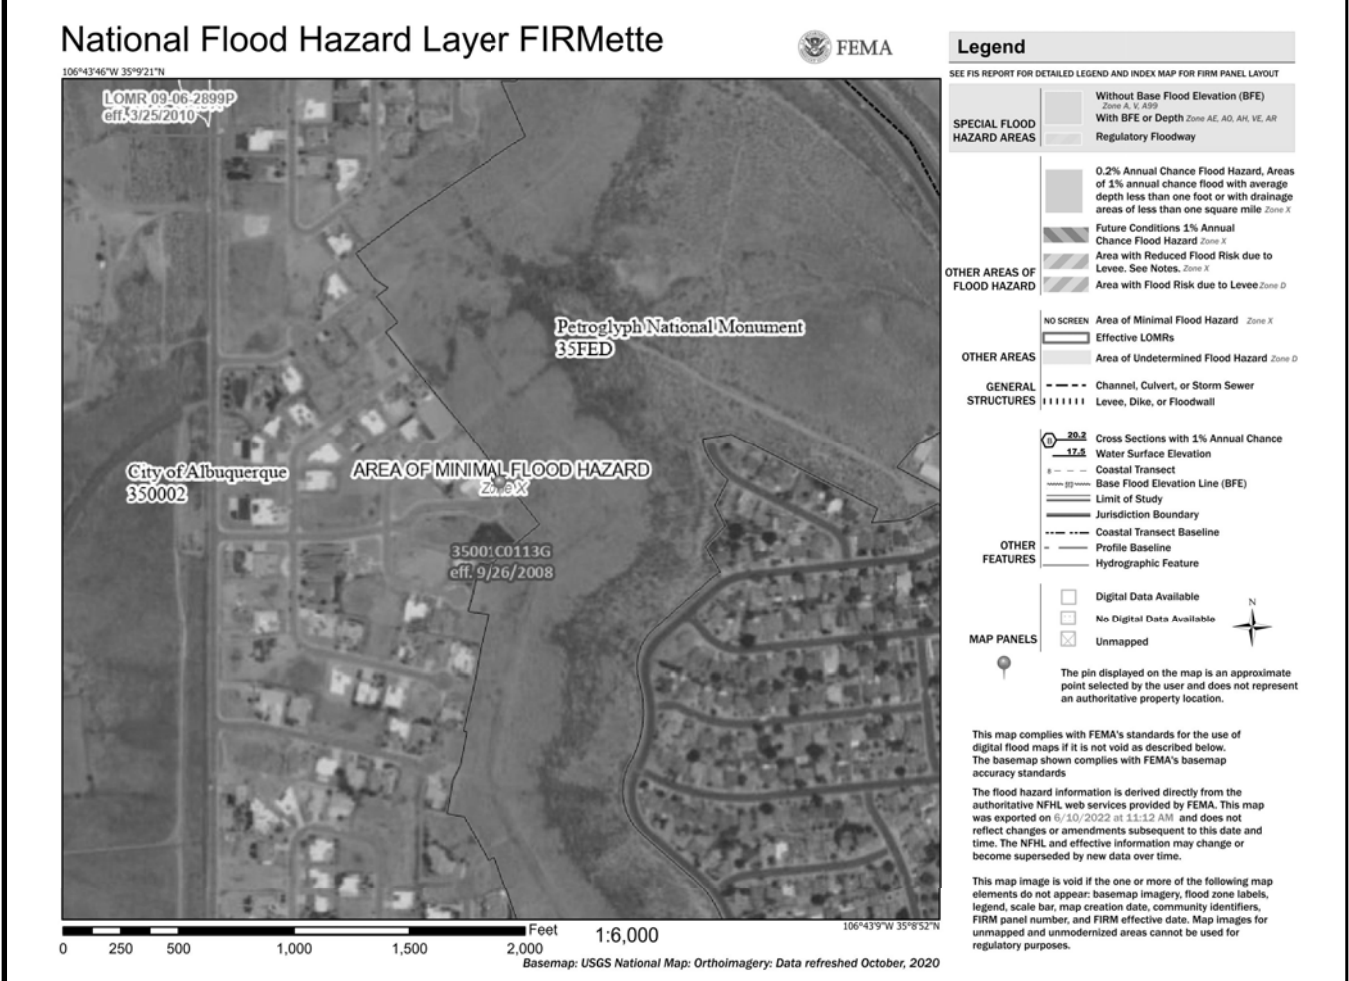 National Flood Hazard Layer FIRMette
FEMA
106°43'46"W 35°9'21"N
LOMR 09-06-2899P
eff. 3/25/2010
Petroglyph National Monument
35FED
City of Albuquerque
350002
AREA OF MINIMAL FLOOD HAZARD
Zone X
35001C0113G
eff. 9/26/2008
106°43'9"W 35°8'52"N
Feet
1:6,000
0 250 500 1,000 1,500 2,000
Basemap: USGS National Map: Orthoimagery: Data refreshed October, 2020
Legend
SEE FIS REPORT FOR DETAILED LEGEND AND INDEX MAP FOR FIRM PANEL LAYOUT
SPECIAL FLOOD
HAZARD AREAS
Without Base Flood Elevation (BFE)
Zone A, V, A99
With BFE or Depth Zone AE, AO, AH, VE, AR
Regulatory Floodway
0.2% Annual Chance Flood Hazard, Areas
of 1% annual chance flood with average
depth less than one foot or with drainage
areas of less than one square mile Zone X
Future Conditions 1% Annual
Chance Flood Hazard Zone X
Area with Reduced Flood Risk due to
Levee. See Notes. Zone X
Area with Flood Risk due to Levee Zone D
OTHER AREAS OF
FLOOD HAZARD
NO SCREEN Area of Minimal Flood Hazard Zone X
Effective LOMRs
OTHER AREAS
Area of Undetermined Flood Hazard Zone D
GENERAL
STRUCTURES
Channel, Culvert, or Storm Sewer
Levee, Dike, or Floodwall
B 20.2 Cross Sections with 1% Annual Chance
17.5 Water Surface Elevation
8 Coastal Transect
513 Base Flood Elevation Line (BFE)
Limit of Study
Jurisdiction Boundary
Coastal Transect Baseline
OTHER
FEATURES
Profile Baseline
Hydrographic Feature
Digital Data Available
No Digital Data Available
Unmapped
MAP PANELS
N
The pin displayed on the map is an approximate
point selected by the user and does not represent
an authoritative property location.
This map complies with FEMA's standards for the use of
digital flood maps if it is not void as described below.
The basemap shown complies with FEMA's basemap
accuracy standards
The flood hazard information is derived directly from the
authoritative NFHL web services provided by FEMA. This map
was exported on 6/10/2022 at 11:12 AM and does not
reflect changes or amendments subsequent to this date and
time. The NFHL and effective information may change or
become superseded by new data over time.
This map image is void if the one or more of the following map
elements do not appear: basemap imagery, flood zone labels,
legend, scale bar, map creation date, community identifiers,
FIRM panel number, and FIRM effective date. Map images for
unmapped and unmodernized areas cannot be used for
regulatory purposes.